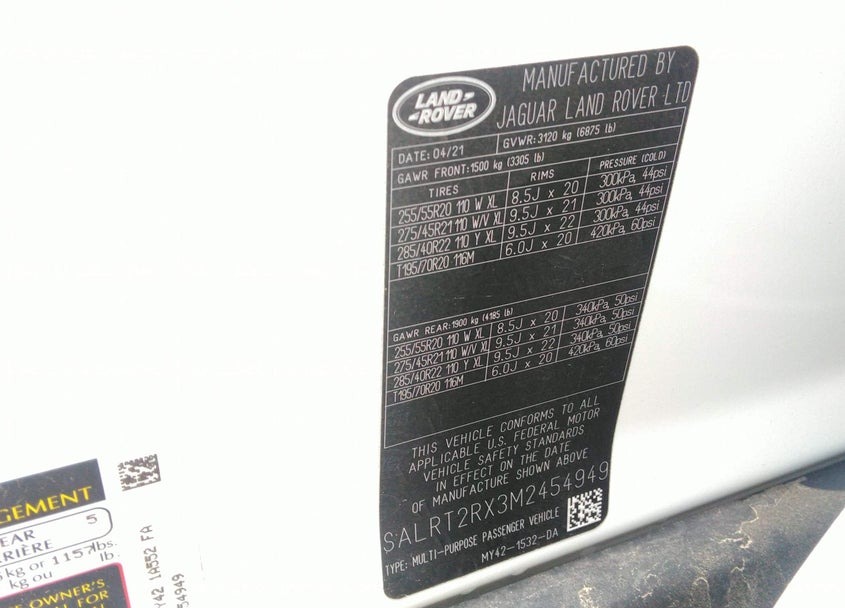 LAND-
-ROVER
MANUFACTURED BY
JAGUAR LAND ROVER LTD
DATE: 04/21 GVWR: 3120 kg (6875 lb)
GAWR FRONT: 1500 kg (3305 lb)
TIRES RIMS PRESSURE (COLD)
255/55R20 110 W XL 8.5J x 20 300kPa, 44psi
275/45R21 110 W/V XL 9.5J x 21 300kPa, 44psi
285/40R22 110 Y XL 9.5J x 22 300kPa, 44psi
T195/70R20 116M 6.0J x 20 420kPa, 60psi
GAWR REAR: 1900 kg (4185 lb)
255/55R20 110 W XL 8.5J x 20 340kPa, 50psi
275/45R21 110 W/V XL 9.5J x 21 340kPa, 50psi
285/40R22 110 Y XL 9.5J x 22 340kPa, 50psi
T195/70R20 116M 6.0J x 20 420kPa, 60psi
THIS VEHICLE CONFORMS TO ALL
APPLICABLE U.S. FEDERAL MOTOR
VEHICLE SAFETY STANDARDS
IN EFFECT ON THE DATE
OF MANUFACTURE SHOWN ABOVE
SALRT2RX3M2454949
TYPE: MULTI-PURPOSE PASSENGER VEHICLE
MY42-1532-DA
GEMENT
EAR 5
RIÈRE
kg or 1157lbs.
kg ou lb.
OWNER'S
FOR
Y42 1A552 FA
54949